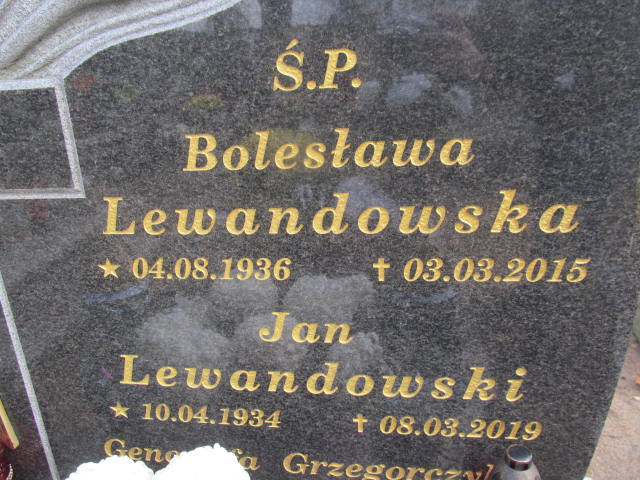 Ś.P.
Bolesława
Lewandowska
★ 04.08.1936 ✝ 03.03.2015
Jan
Lewandowski
★ 10.04.1934 ✝ 08.03.2019